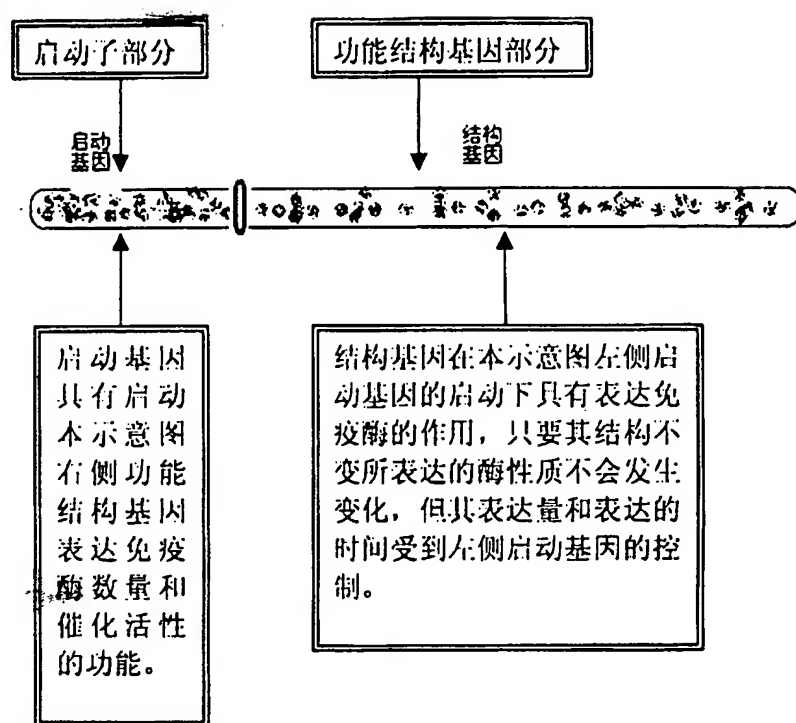 启动子部分
功能结构基因部分
启动
基因
结构
基因
启动基因
具有启动
本示意图
右侧功能
结构基因
表达免疫
酶数量和
催化活性
的功能。
结构基因在本示意图左侧启
动基因的启动下具有表达免
疫酶的作用，只要其结构不
变所表达的酶性质不会发生
变化，但其表达量和表达的
时间受到左侧启动基因的控
制。